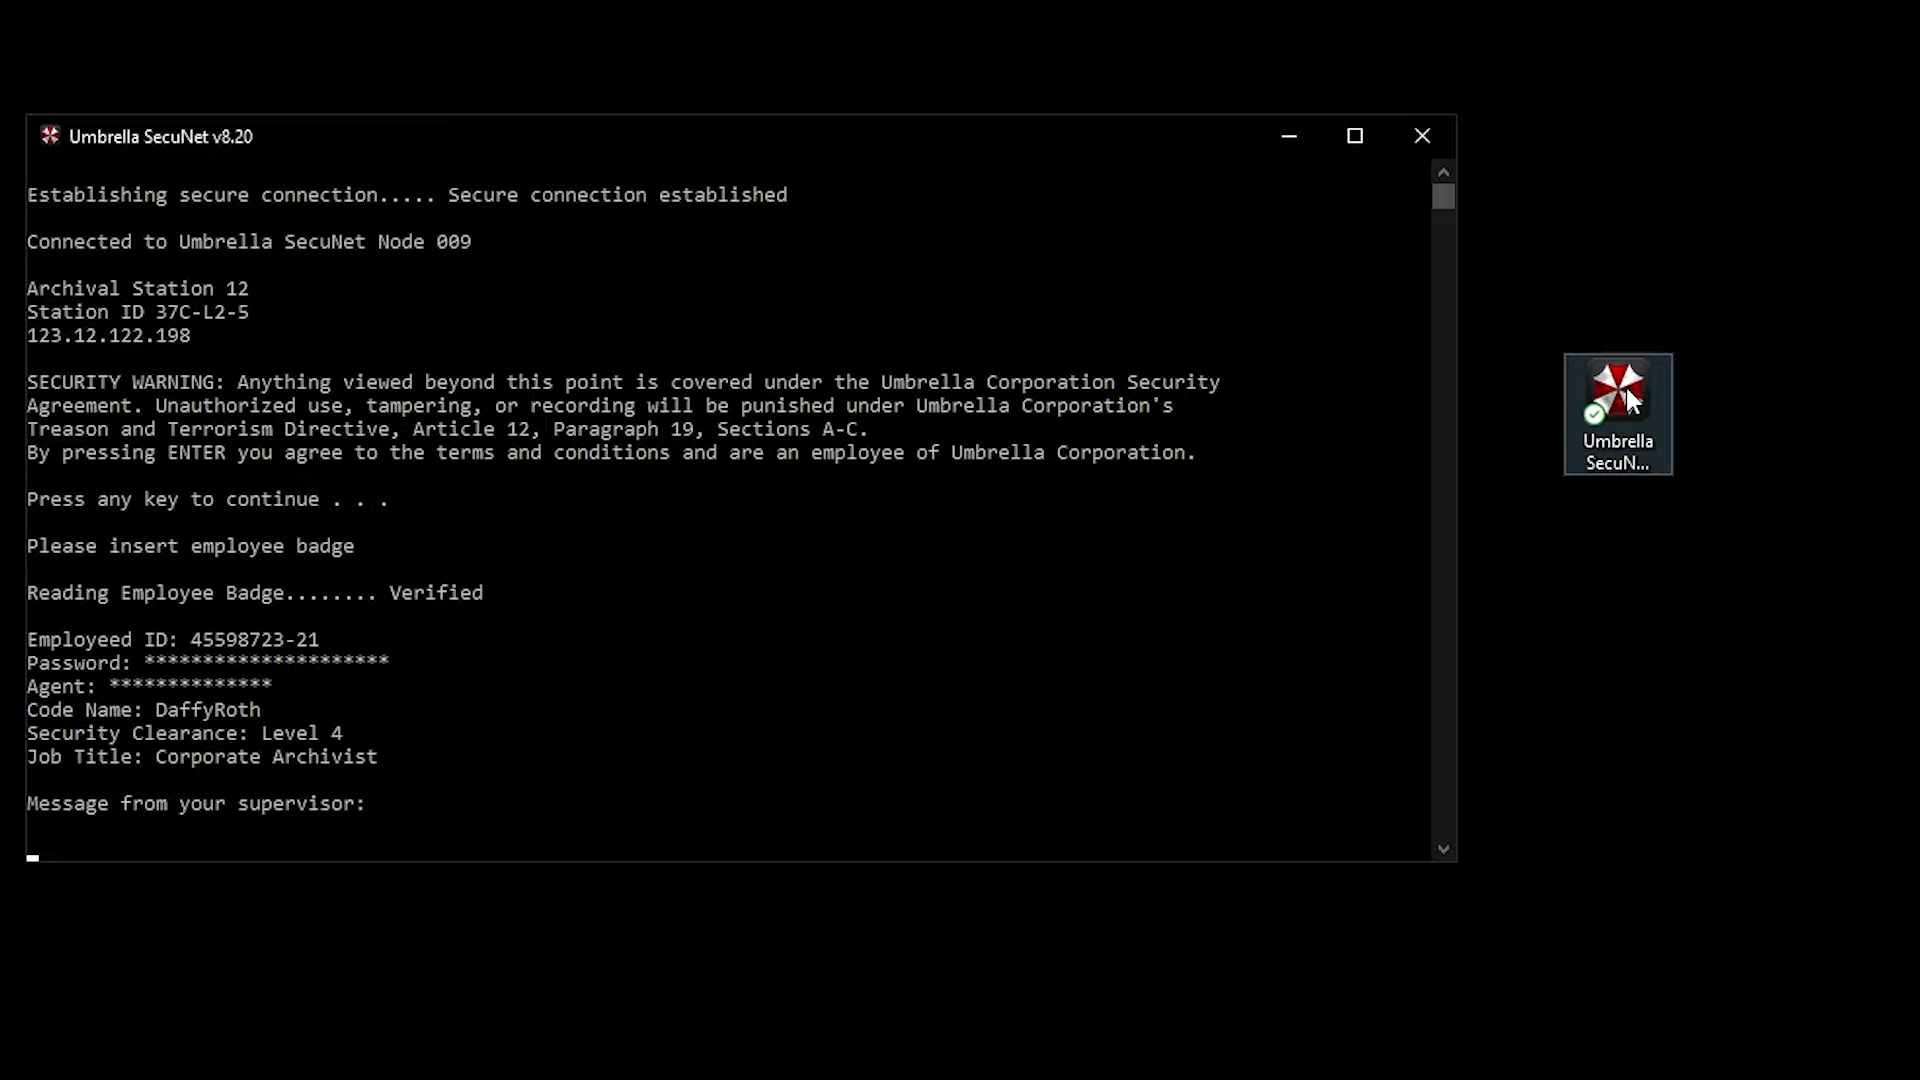 Umbrella SecuNet v8.20
Establishing secure connection..... Secure connection established
Connected to Umbrella SecuNet Node 009
Archival Station 12
Station ID 37C-L2-5
123.12.122.198
SECURITY WARNING: Anything viewed beyond this point is covered under the Umbrella Corporation Security
Agreement. Unauthorized use, tampering, or recording will be punished under Umbrella Corporation's
Treason and Terrorism Directive, Article 12, Paragraph 19, Sections A-C.
By pressing ENTER you agree to the terms and conditions and are an employee of Umbrella Corporation.
Press any key to continue . . .
Please insert employee badge
Reading Employee Badge........ Verified
Employeed ID: 45598723-21
Password: *********************
Agent: **************
Code Name: DaffyRoth
Security Clearance: Level 4
Job Title: Corporate Archivist
Message from your supervisor:
Umbrella
SecuN...